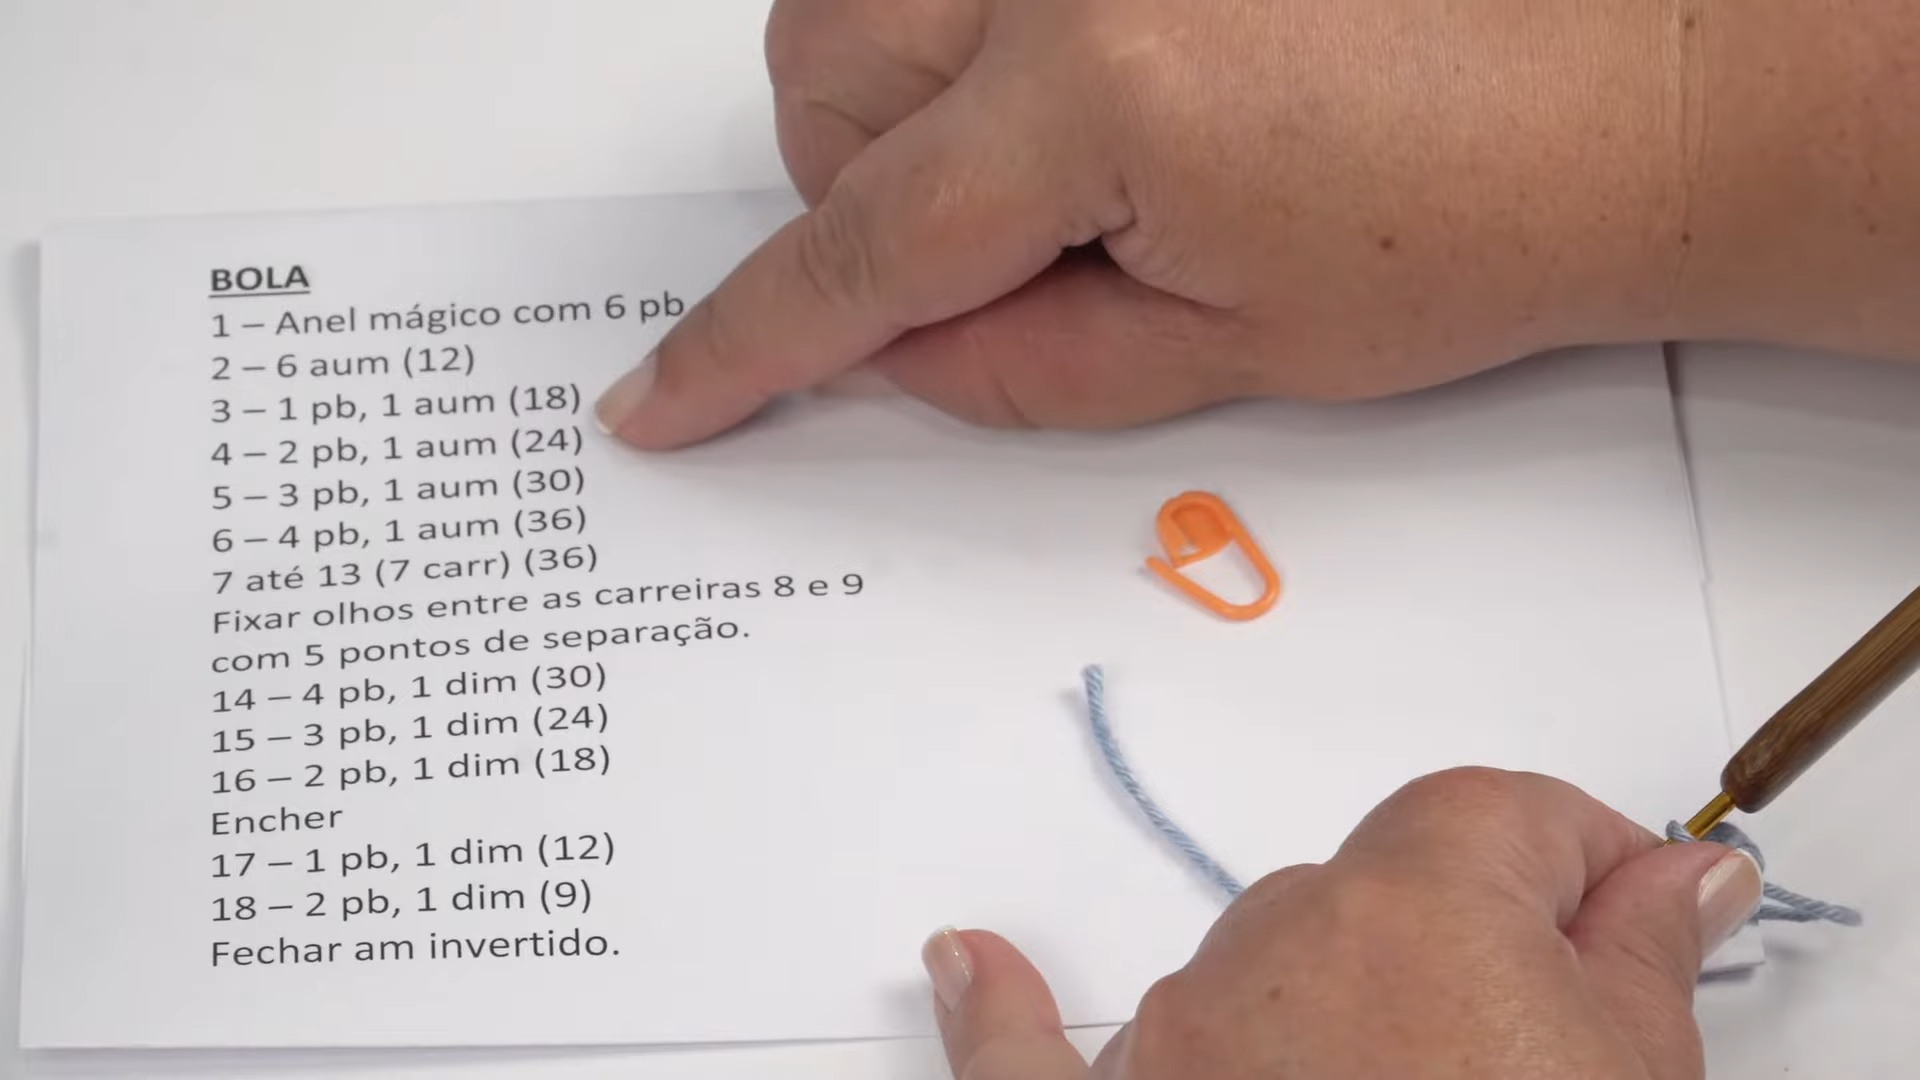 BOLA
1 – Anel mágico com 6 pb
2 – 6 aum (12)
3 – 1 pb, 1 aum (18)
4 – 2 pb, 1 aum (24)
5 – 3 pb, 1 aum (30)
6 – 4 pb, 1 aum (36)
7 até 13 (7 carr) (36)
Fixar olhos entre as carreiras 8 e 9
com 5 pontos de separação.
14 – 4 pb, 1 dim (30)
15 – 3 pb, 1 dim (24)
16 – 2 pb, 1 dim (18)
Encher
17 – 1 pb, 1 dim (12)
18 – 2 pb, 1 dim (9)
Fechar am invertido.